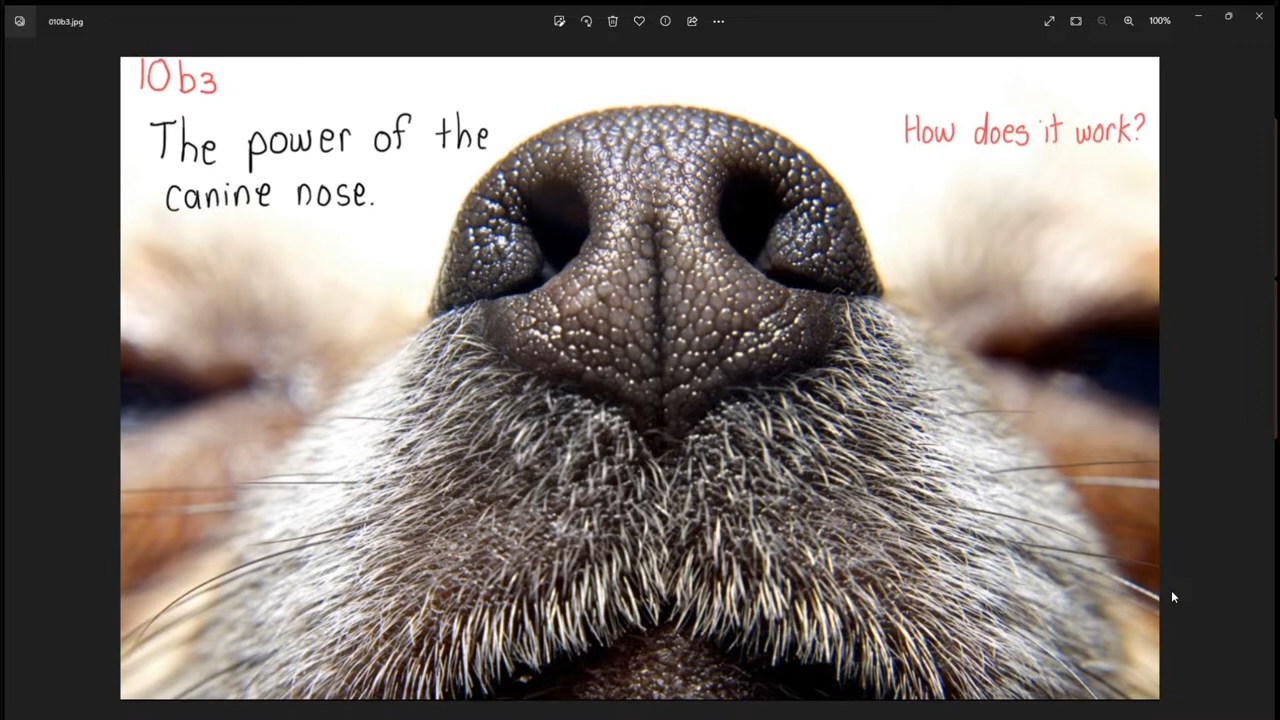 010b3.jpg
100%
10b3
The power of the
canine nose.
How does it work?